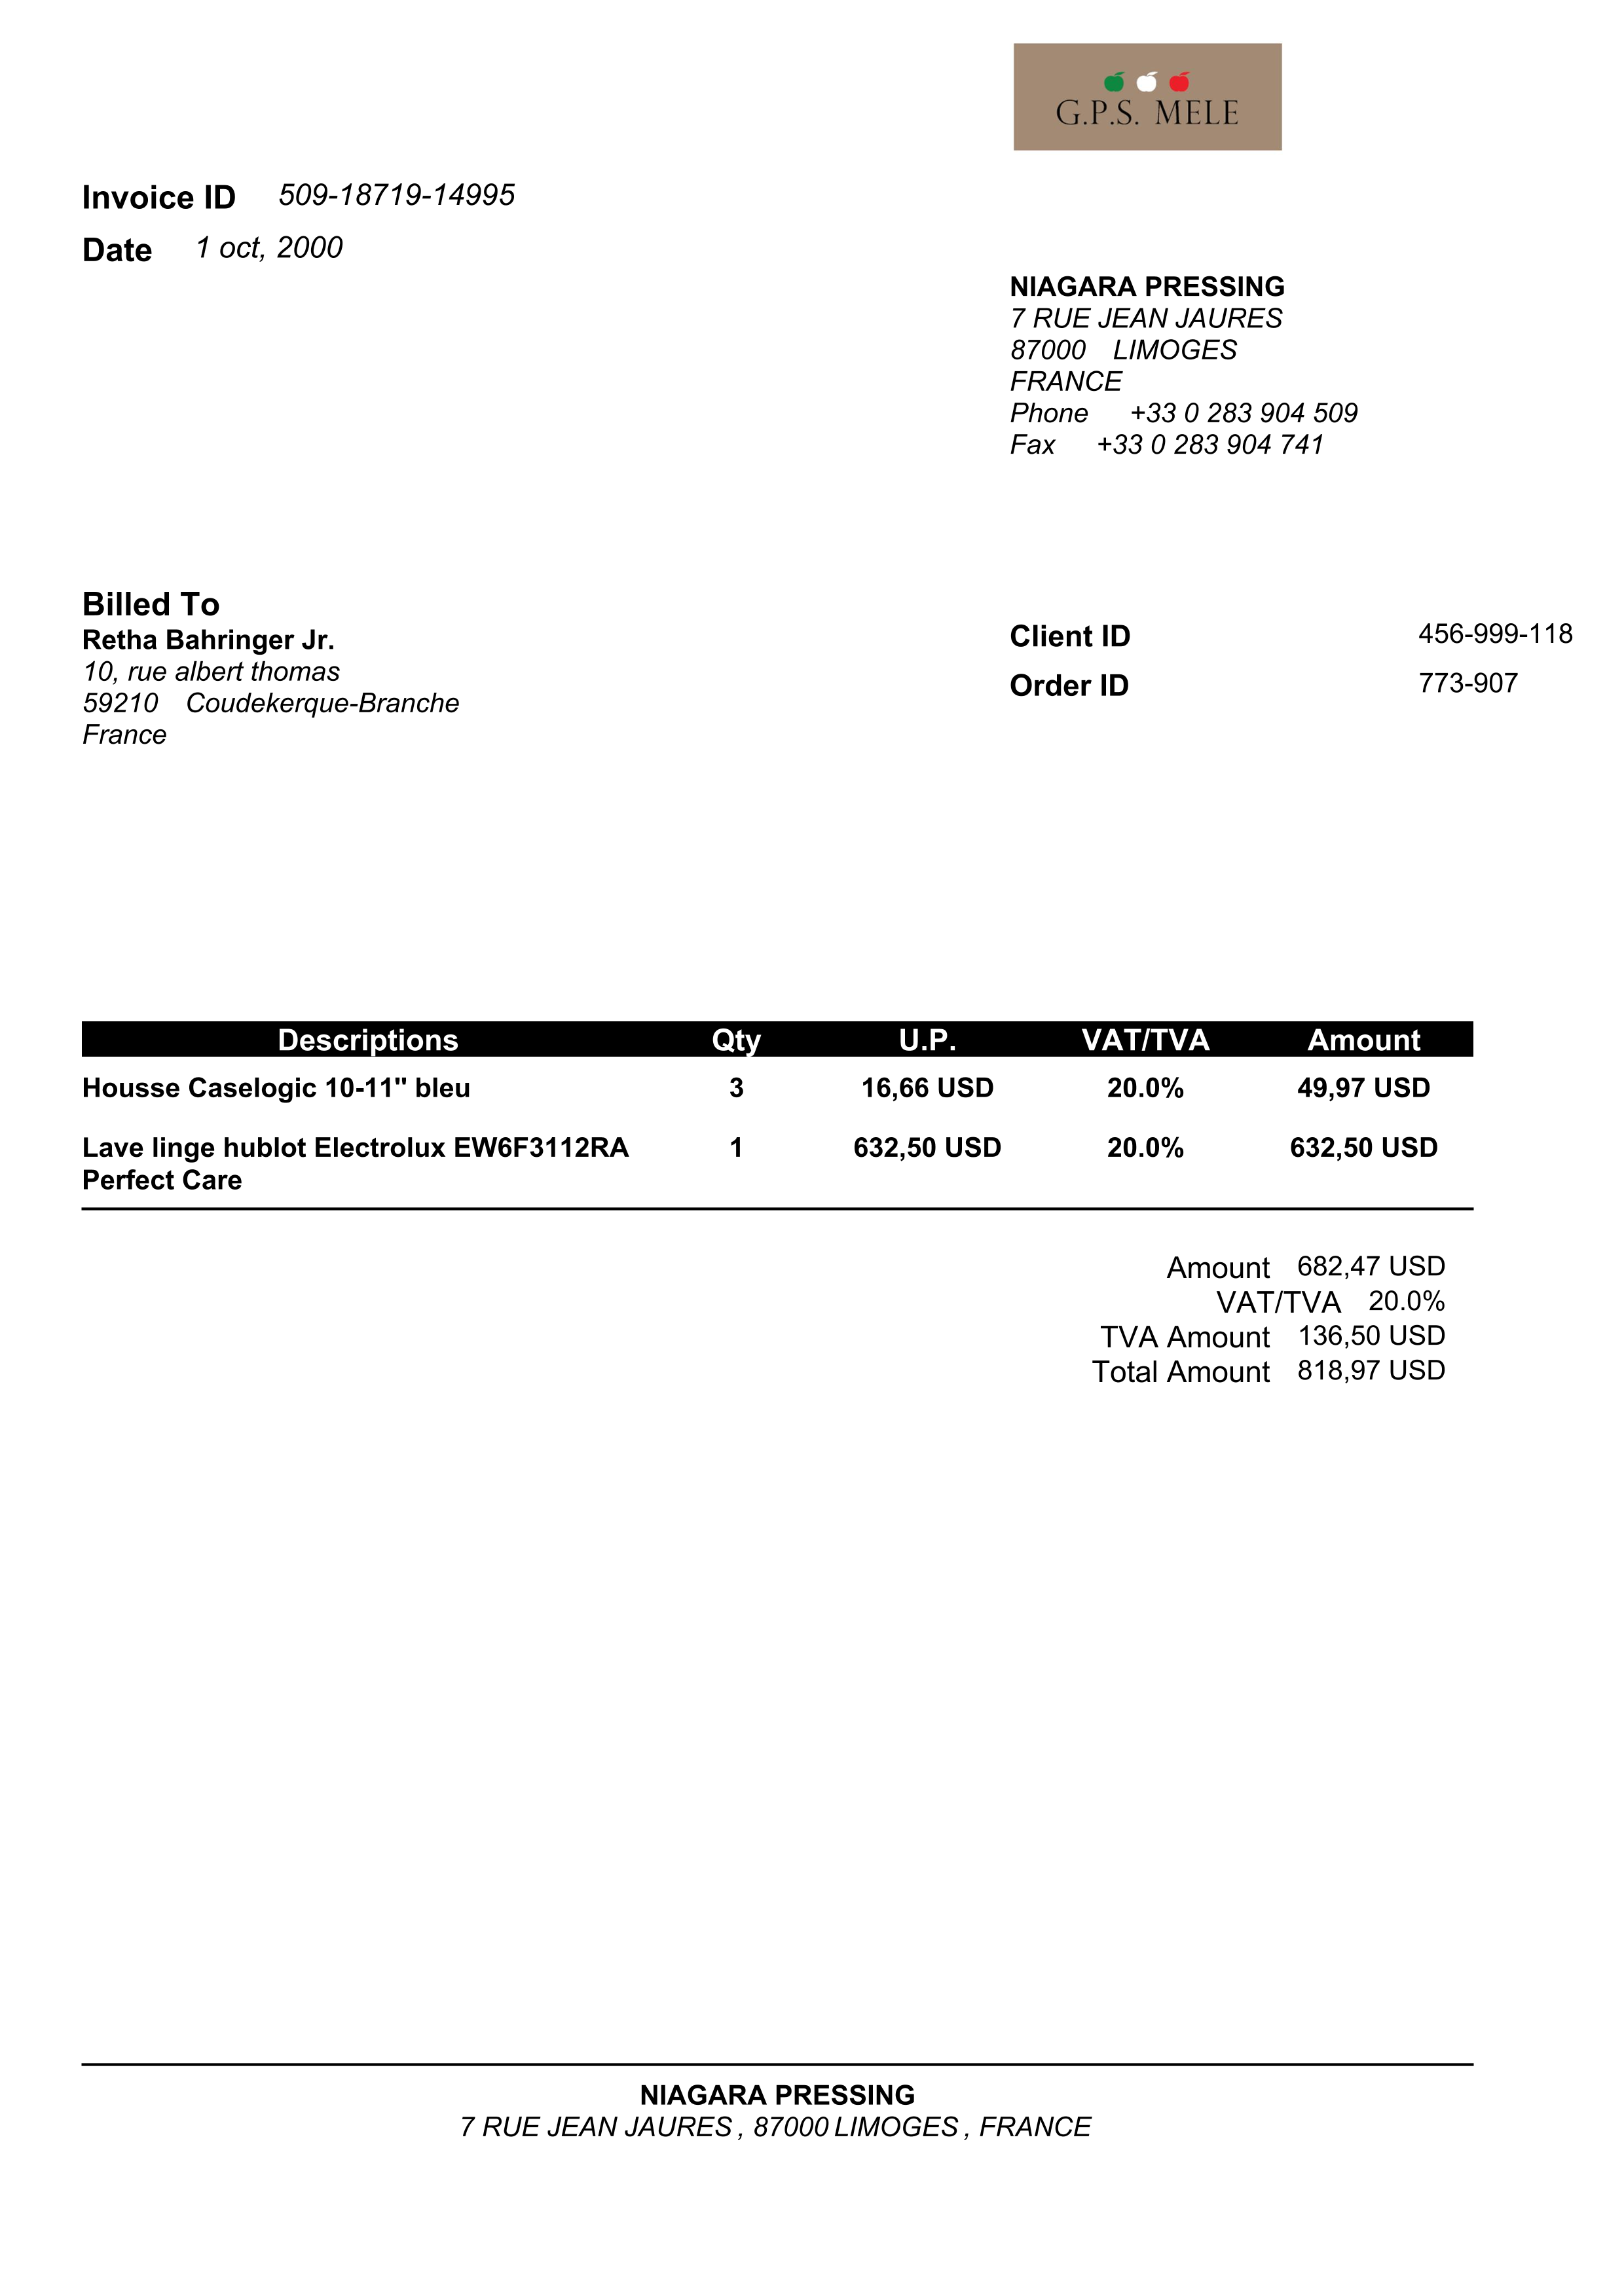 G.P.S. MELE
Invoice ID 509-18719-14995
Date 1 oct, 2000
NIAGARA PRESSING
7 RUE JEAN JAURES
87000 LIMOGES
FRANCE
Phone +33 0 283 904 509
Fax +33 0 283 904 741
Billed To
Retha Bahringer Jr.
10, rue albert thomas
59210 Coudekerque-Branche
France
Client ID 456-999-118
Order ID 773-907
Descriptions Qty U.P. VAT/TVA Amount
Housse Caselogic 10-11" bleu 3 16,66 USD 20.0% 49,97 USD
Lave linge hublot Electrolux EW6F3112RA 1 632,50 USD 20.0% 632,50 USD
Perfect Care
Amount 682,47 USD
VAT/TVA 20.0%
TVA Amount 136,50 USD
Total Amount 818,97 USD
NIAGARA PRESSING
7 RUE JEAN JAURES , 87000 LIMOGES , FRANCE